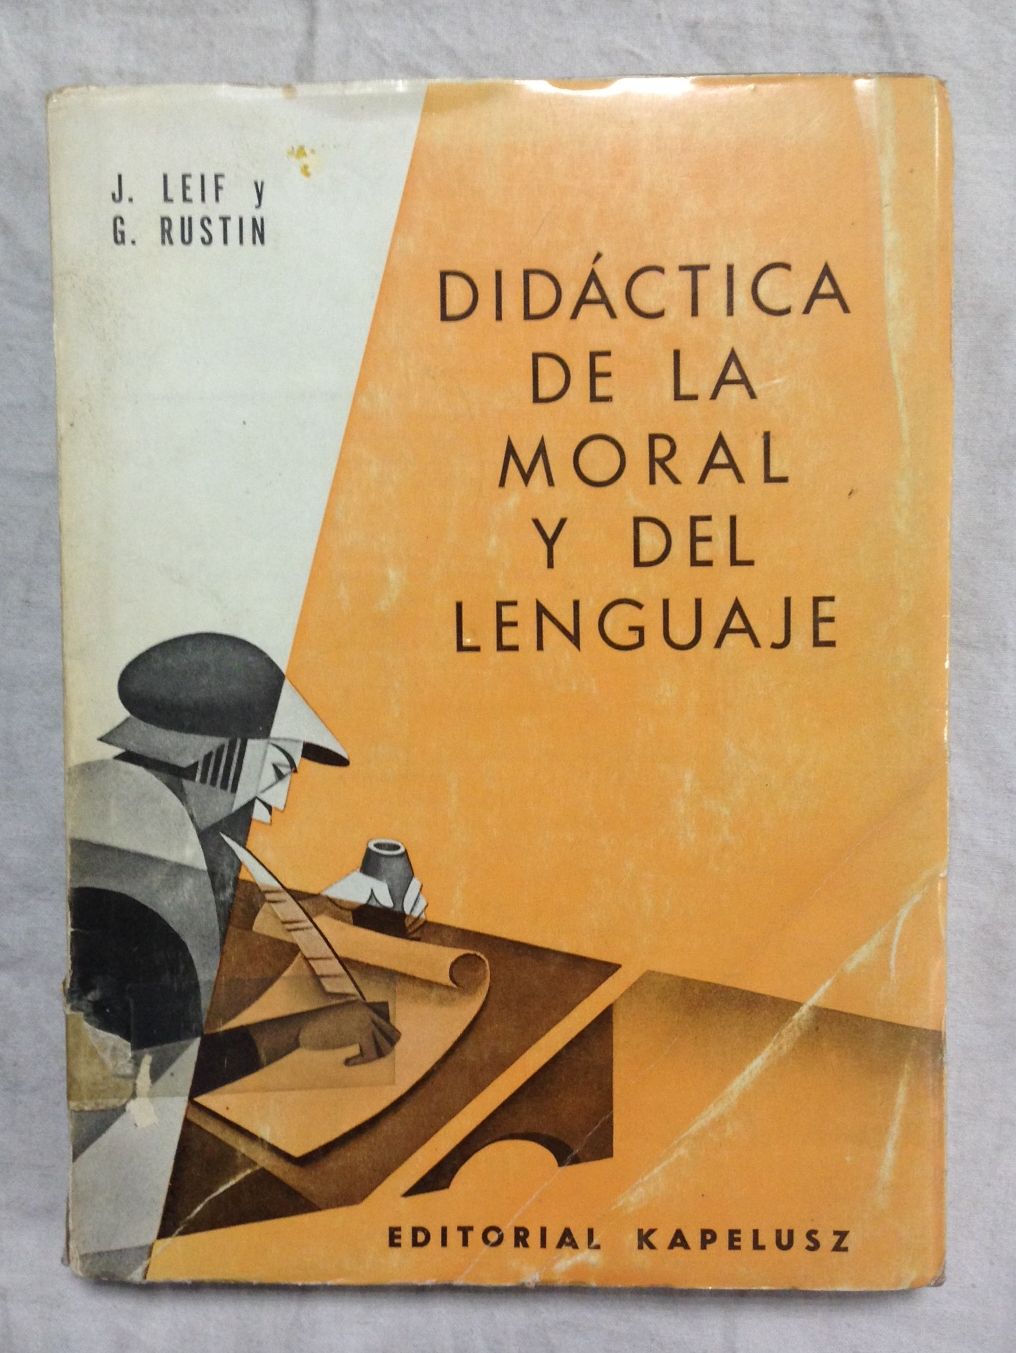 J. LEIF y
G. RUSTIN
DIDÁCTICA
DE LA
MORAL
Y DEL
LENGUAJE
EDITORIAL KAPELUSZ